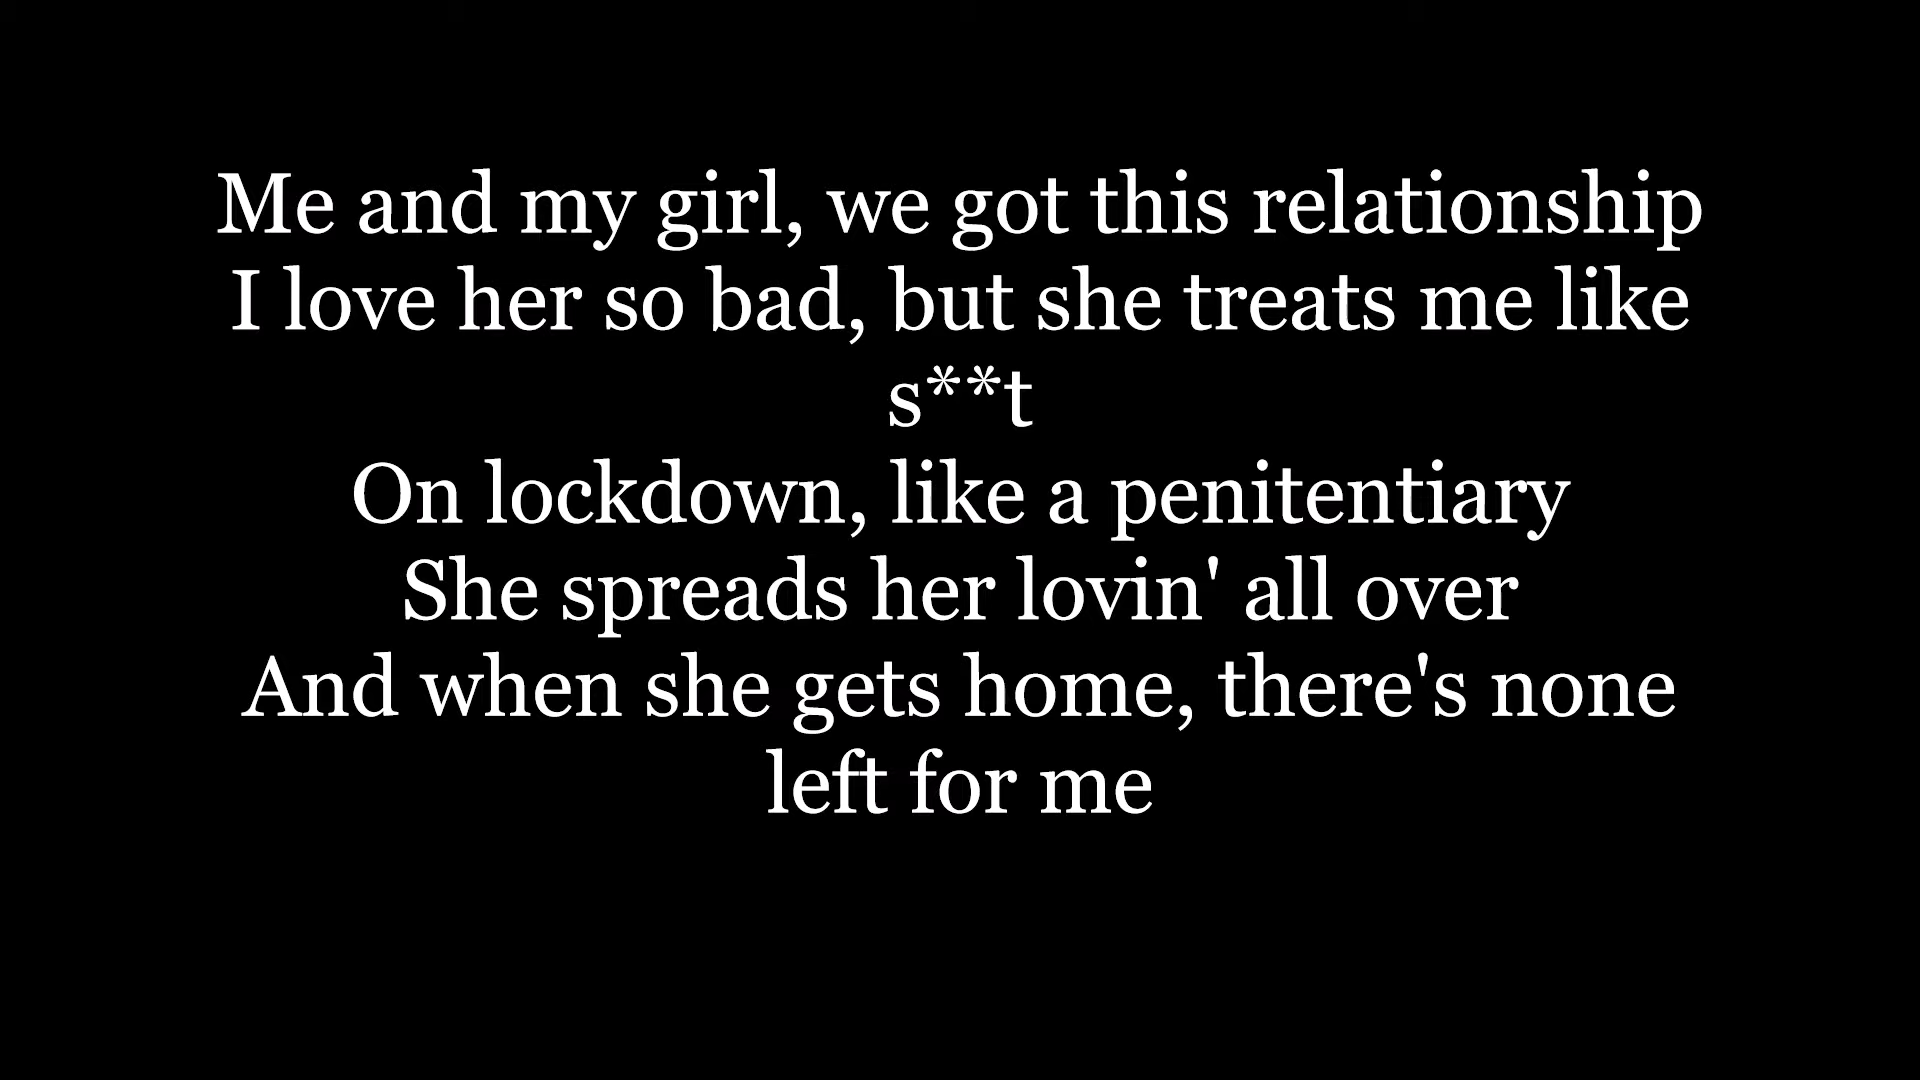 Me and my girl, we got this relationship
I love her so bad, but she treats me like
s**t
On lockdown, like a penitentiary
She spreads her lovin' all over
And when she gets home, there's none
left for me